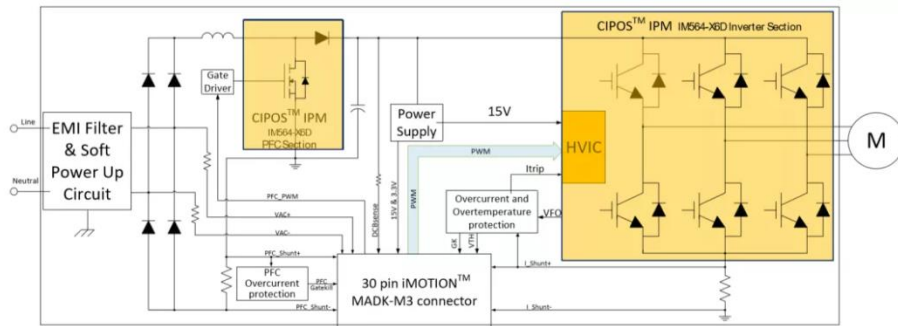 CIPOS™ IPM IM564-X6D Inverter Section
Gate
Driver
CIPOS™ IPM
IM564-X6D
PFC Section
Power
Supply
15V
Line
EMI Filter
& Soft
Power Up
Circuit
Neutral
HVIC
M
PWM
Itrip
PWM
15V & 3.3V
DCBsense
Overcurrent and
Overtemperature
protection
VFO
PFC_PWM
VAC+
VAC-
GK
VTH
PFC_Shunt+
I_Shunt+
PFC
Overcurrent
protection
PFC
Gatekill
30 pin iMOTION™
MADK-M3 connector
PFC_Shunt-
I_Shunt-